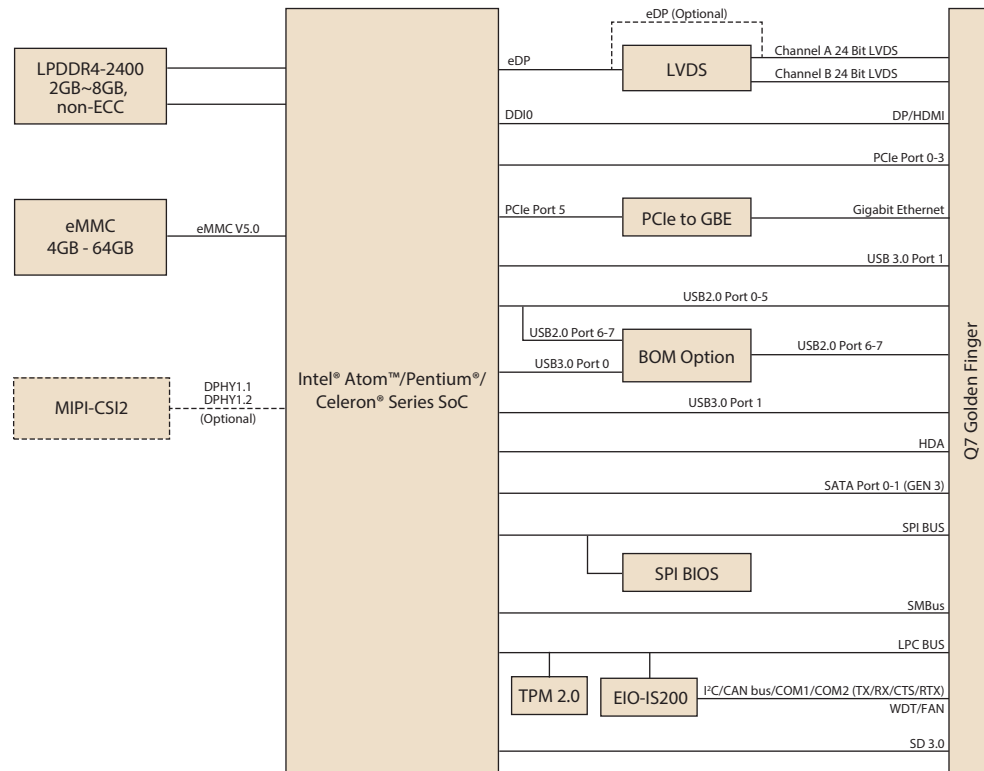 eDP (Optional)
LPDDR4-2400
2GB~8GB,
non-ECC
eDP
LVDS
Channel A 24 Bit LVDS
Channel B 24 Bit LVDS
DDI0
DP/HDMI
PCIe Port 0-3
eMMC
4GB - 64GB
eMMC V5.0
PCIe Port 5
PCIe to GBE
Gigabit Ethernet
USB 3.0 Port 1
USB2.0 Port 0-5
USB2.0 Port 6-7
USB3.0 Port 0
BOM Option
USB2.0 Port 6-7
MIPI-CSI2
DPHY1.1
DPHY1.2
(Optional)
Intel® Atom™/Pentium®/
Celeron® Series SoC
USB3.0 Port 1
Q7 Golden Finger
HDA
SATA Port 0-1 (GEN 3)
SPI BUS
SPI BIOS
SMBus
LPC BUS
TPM 2.0
EIO-IS200
I²C/CAN bus/COM1/COM2 (TX/RX/CTS/RTX)
WDT/FAN
SD 3.0